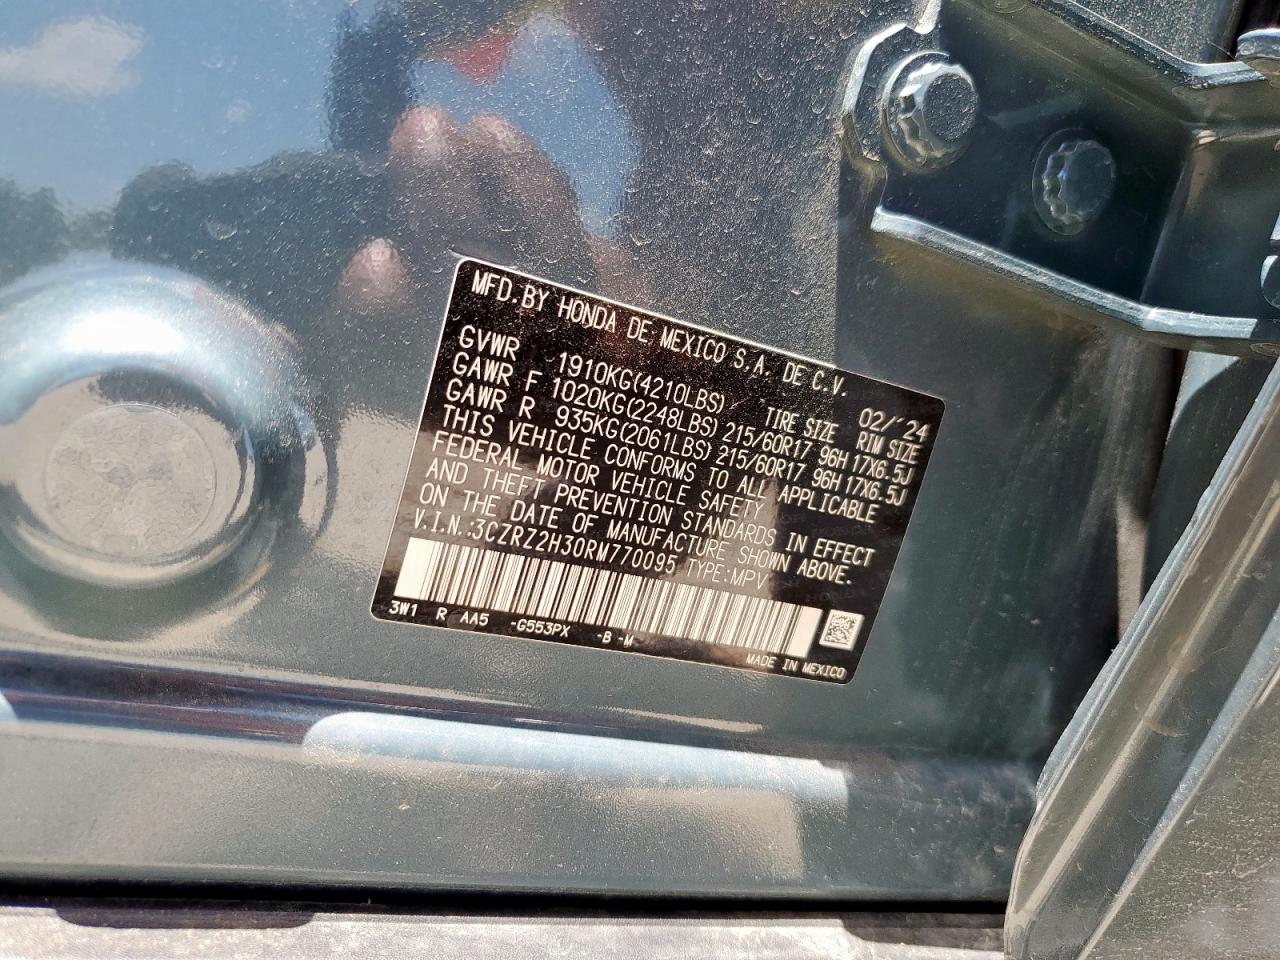 MFD.BY HONDA DE MEXICO S.A. DE C.V.
02/'24
GVWR 1910KG(4210LBS) TIRE SIZE RIM SIZE
GAWR F 1020KG(2248LBS) 215/60R17 96H 17X6.5J
GAWR R 935KG(2061LBS) 215/60R17 96H 17X6.5J
THIS VEHICLE CONFORMS TO ALL APPLICABLE
FEDERAL MOTOR VEHICLE SAFETY
AND THEFT PREVENTION STANDARDS IN EFFECT
ON THE DATE OF MANUFACTURE SHOWN ABOVE.
V.I.N.:3CZRZ2H30RM770095 TYPE:MPV
3W1 R AA5 -G553PX -B -M
MADE IN MEXICO